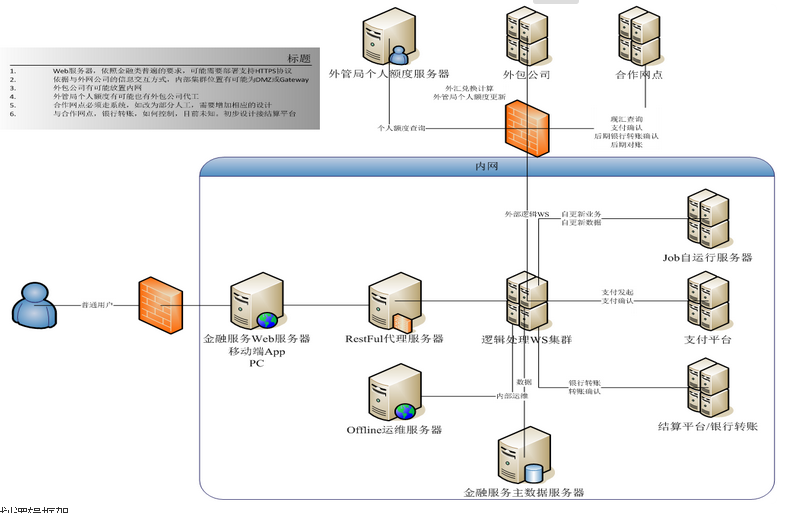 标题
1. Web服务器，依照金融类普遍的要求，可能需要部署支持HTTPS协议
2. 依据与外网公司的信息交互方式，内部集群位置有可能为DMZ或Gateway
3. 外包公司有可能放置内网
4. 外管局个人额度有可能也有外包公司代工
5. 合作网点必须走系统，如改为部分人工，需要增加相应的设计
6. 与合作网点，银行转账，如何控制，目前未知。初步设计接结算平台
外管局个人额度服务器
外包公司
合作网点
外汇兑换计算
外管局个人额度更新
个人额度查询
现汇查询
支付确认
后期银行转账确认
后期对账
内网
外部逻辑WS
自更新业务
自更新数据
Job自运行服务器
普通用户
金融服务Web服务器
移动端App
PC
RestFul代理服务器
逻辑处理WS集群
支付发起
支付确认
支付平台
数据
内部运维
银行转账
转账确认
Offline运维服务器
结算平台/银行转账
金融服务主数据服务器
划逻辑框架